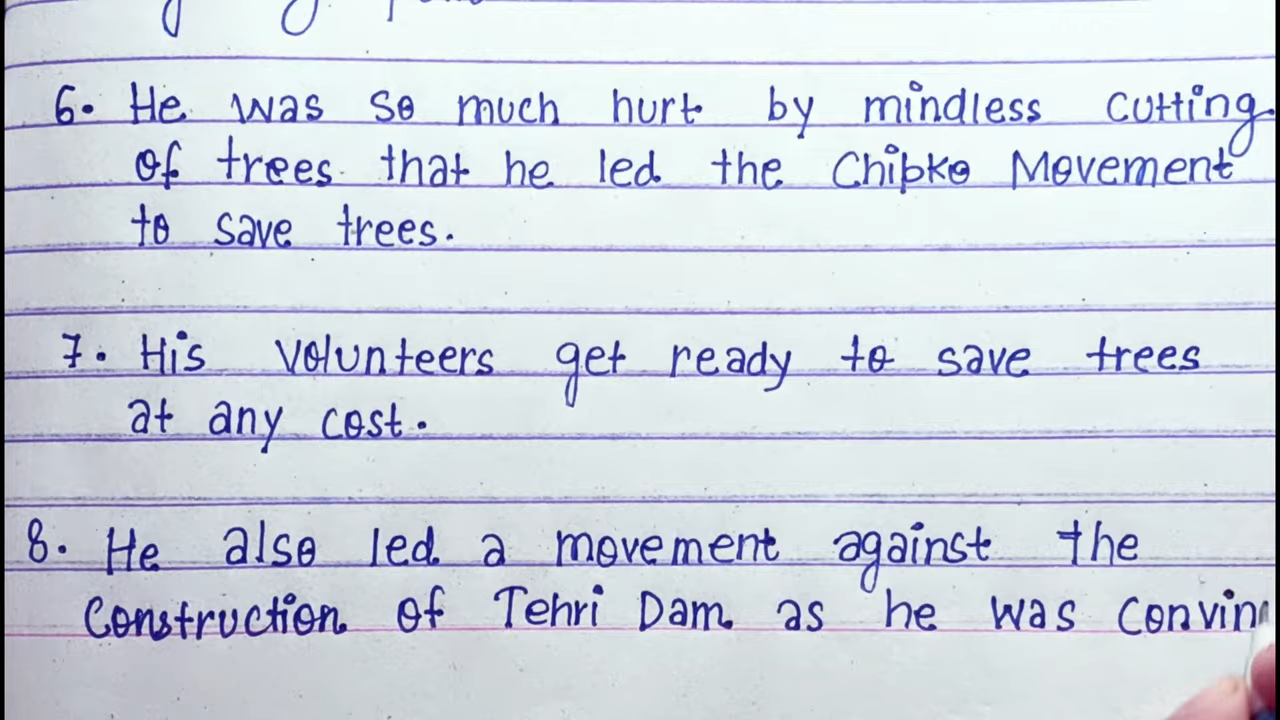 6. He was so much hurt by mindless cutting
of trees that he led the Chipko Movement
to save trees.
7. His volunteers get ready to save trees
at any cost.
8. He also led a movement against the
Construction of Tehri Dam as he was